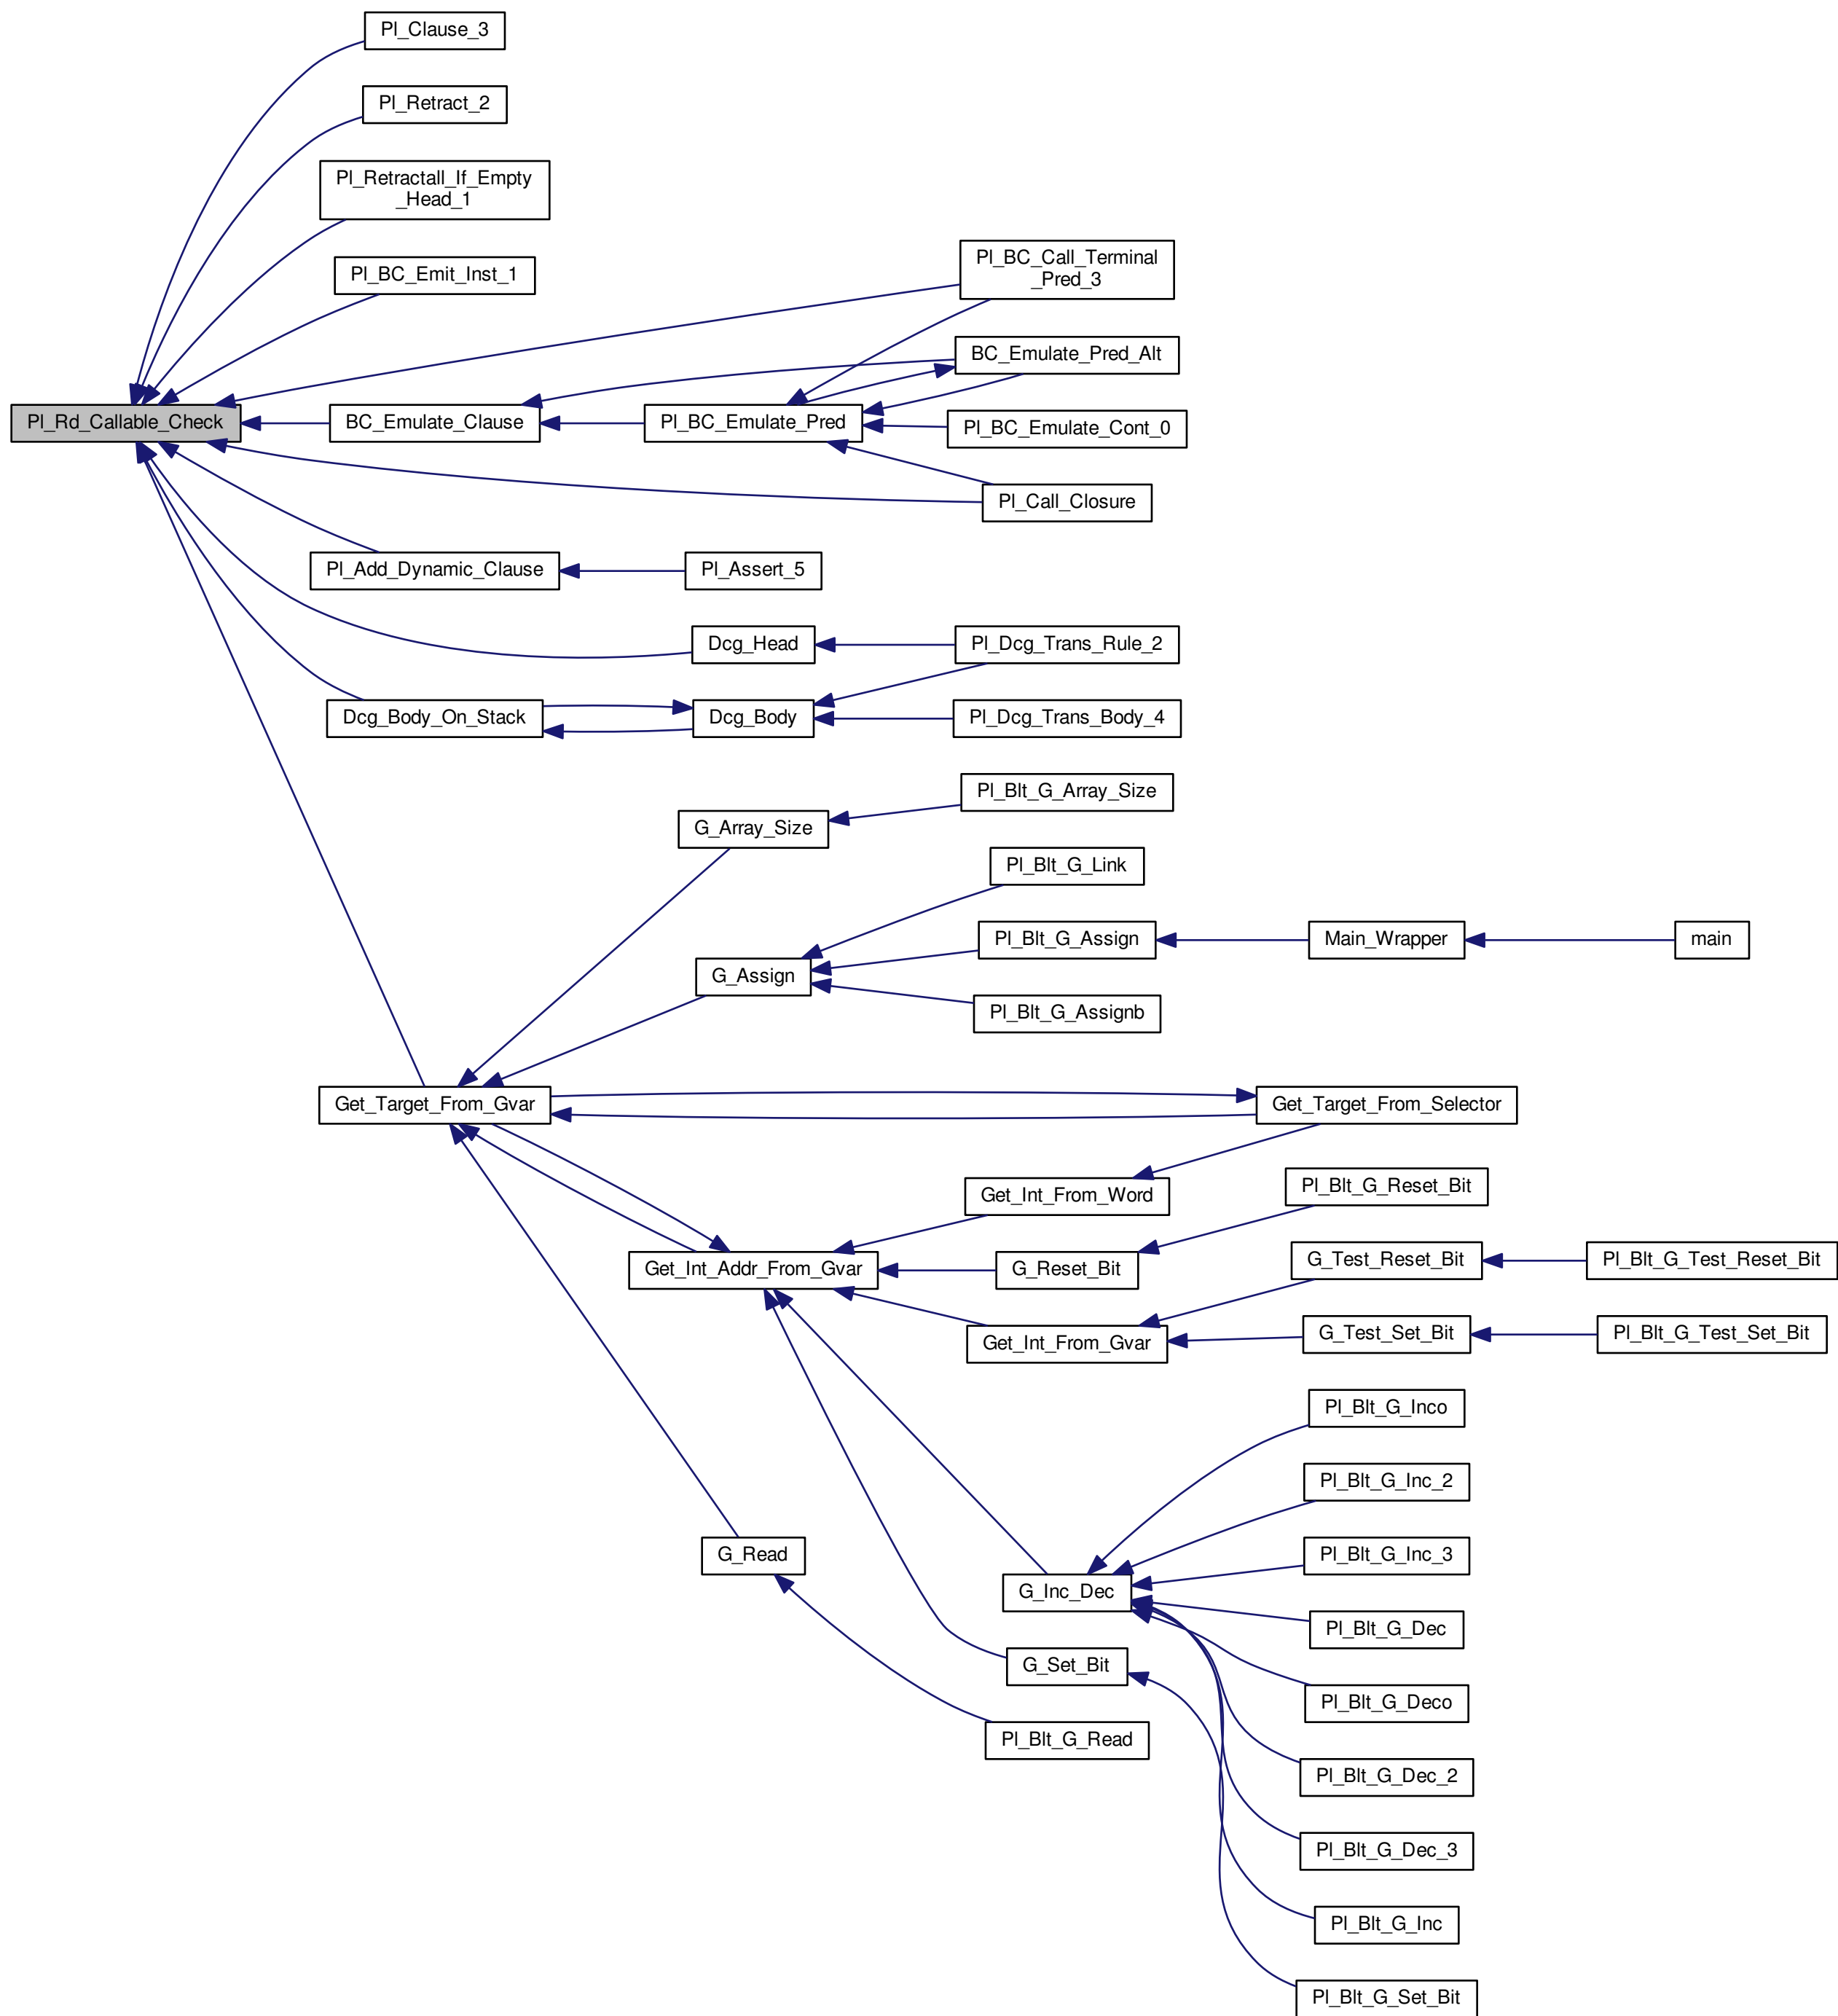 Pl_Clause_3
Pl_Retract_2
Pl_Retractall_If_Empty
_Head_1
Pl_BC_Emit_Inst_1
Pl_BC_Call_Terminal
_Pred_3
BC_Emulate_Pred_Alt
Pl_Rd_Callable_Check
BC_Emulate_Clause
Pl_BC_Emulate_Pred
Pl_BC_Emulate_Cont_0
Pl_Call_Closure
Pl_Add_Dynamic_Clause
Pl_Assert_5
Dcg_Head
Pl_Dcg_Trans_Rule_2
Dcg_Body_On_Stack
Dcg_Body
Pl_Dcg_Trans_Body_4
Pl_Blt_G_Array_Size
G_Array_Size
Pl_Blt_G_Link
Pl_Blt_G_Assign
Main_Wrapper
main
G_Assign
Pl_Blt_G_Assignb
Get_Target_From_Gvar
Get_Target_From_Selector
Get_Int_From_Word
Pl_Blt_G_Reset_Bit
Get_Int_Addr_From_Gvar
G_Reset_Bit
G_Test_Reset_Bit
Pl_Blt_G_Test_Reset_Bit
Get_Int_From_Gvar
G_Test_Set_Bit
Pl_Blt_G_Test_Set_Bit
Pl_Blt_G_Inco
Pl_Blt_G_Inc_2
G_Read
Pl_Blt_G_Inc_3
G_Inc_Dec
Pl_Blt_G_Dec
G_Set_Bit
Pl_Blt_G_Deco
Pl_Blt_G_Read
Pl_Blt_G_Dec_2
Pl_Blt_G_Dec_3
Pl_Blt_G_Inc
Pl_Blt_G_Set_Bit